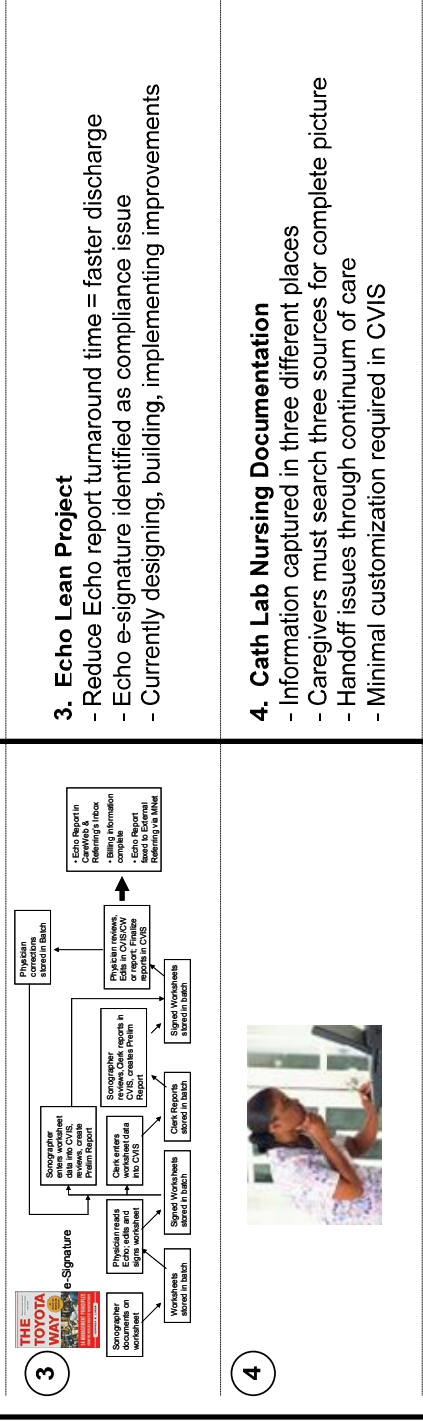 3
THE
TOYOTA
WAY
e-Signature
Sonographer
documents on
worksheet
Worksheets
stored in batch
Physician reads
Echo; edits and
signs worksheet
Signed Worksheets
stored in batch
Sonographer
enters worksheet
data into CVIS,
reviews, create
Prelim Report
Clerk enters
worksheet data
into CVIS
Clerk Reports
stored in batch
Sonographer
reviews,Clerk reports in
CVIS, creates Prelim
Report
Signed Worksheets
stored in batch
Physician
corrections
stored in Batch
Physician reviews,
Edits in CVIS/CW
or report; Finalize
reports in CVIS
• Echo Report in
CareWeb &
Referring's Inbox
• Billing information
complete
• Echo Report
faxed to External
Referring via MNet
3. Echo Lean Project
- Reduce Echo report turnaround time = faster discharge
- Echo e-signature identified as compliance issue
- Currently designing, building, implementing improvements
4
4. Cath Lab Nursing Documentation
- Information captured in three different places
- Caregivers must search three sources for complete picture
- Handoff issues through continuum of care
- Minimal customization required in CVIS